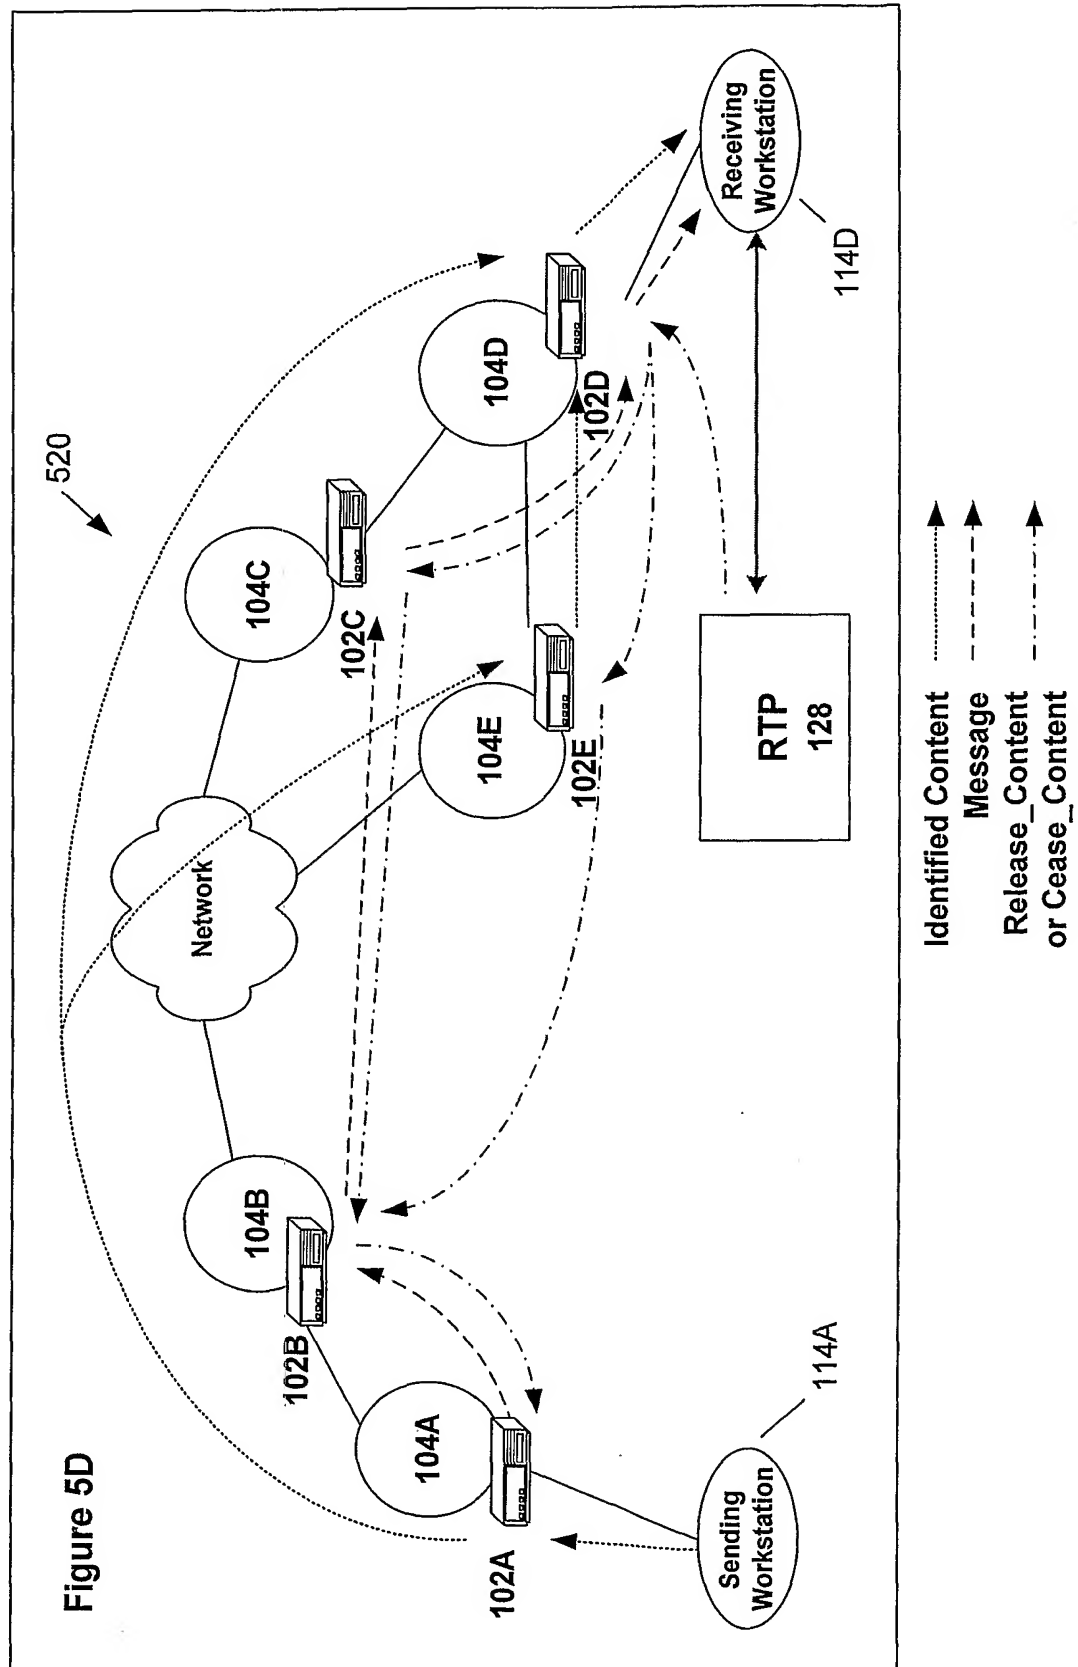 Figure 5D
520
Network
104B
102B
104C
102C
104A
102A
104E
102E
104D
102D
Sending
Workstation
114A
RTP
128
Receiving
Workstation
114D
Identified Content
Message
Release_Content
or Cease_Content